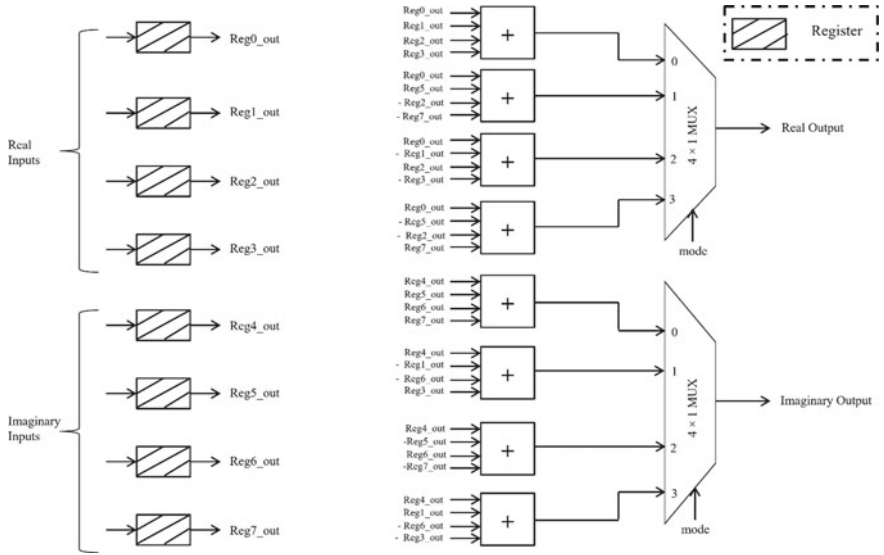 Real
Inputs
Reg0_out
Reg1_out
Reg2_out
Reg3_out
Imaginary
Inputs
Reg4_out
Reg5_out
Reg6_out
Reg7_out
Reg0_out
Reg1_out
Reg2_out
Reg3_out
+
Reg0_out
Reg5_out
- Reg2_out
- Reg7_out
+
Reg0_out
- Reg1_out
Reg2_out
- Reg3_out
+
Reg0_out
- Reg5_out
- Reg2_out
Reg7_out
+
0
1
2
3
4 × 1 MUX
mode
Real Output
Reg4_out
Reg5_out
Reg6_out
Reg7_out
+
Reg4_out
- Reg1_out
- Reg6_out
Reg3_out
+
Reg4_out
-Reg5_out
Reg6_out
-Reg7_out
+
Reg4_out
Reg1_out
- Reg6_out
- Reg3_out
+
0
1
2
3
4 × 1 MUX
mode
Imaginary Output
Register